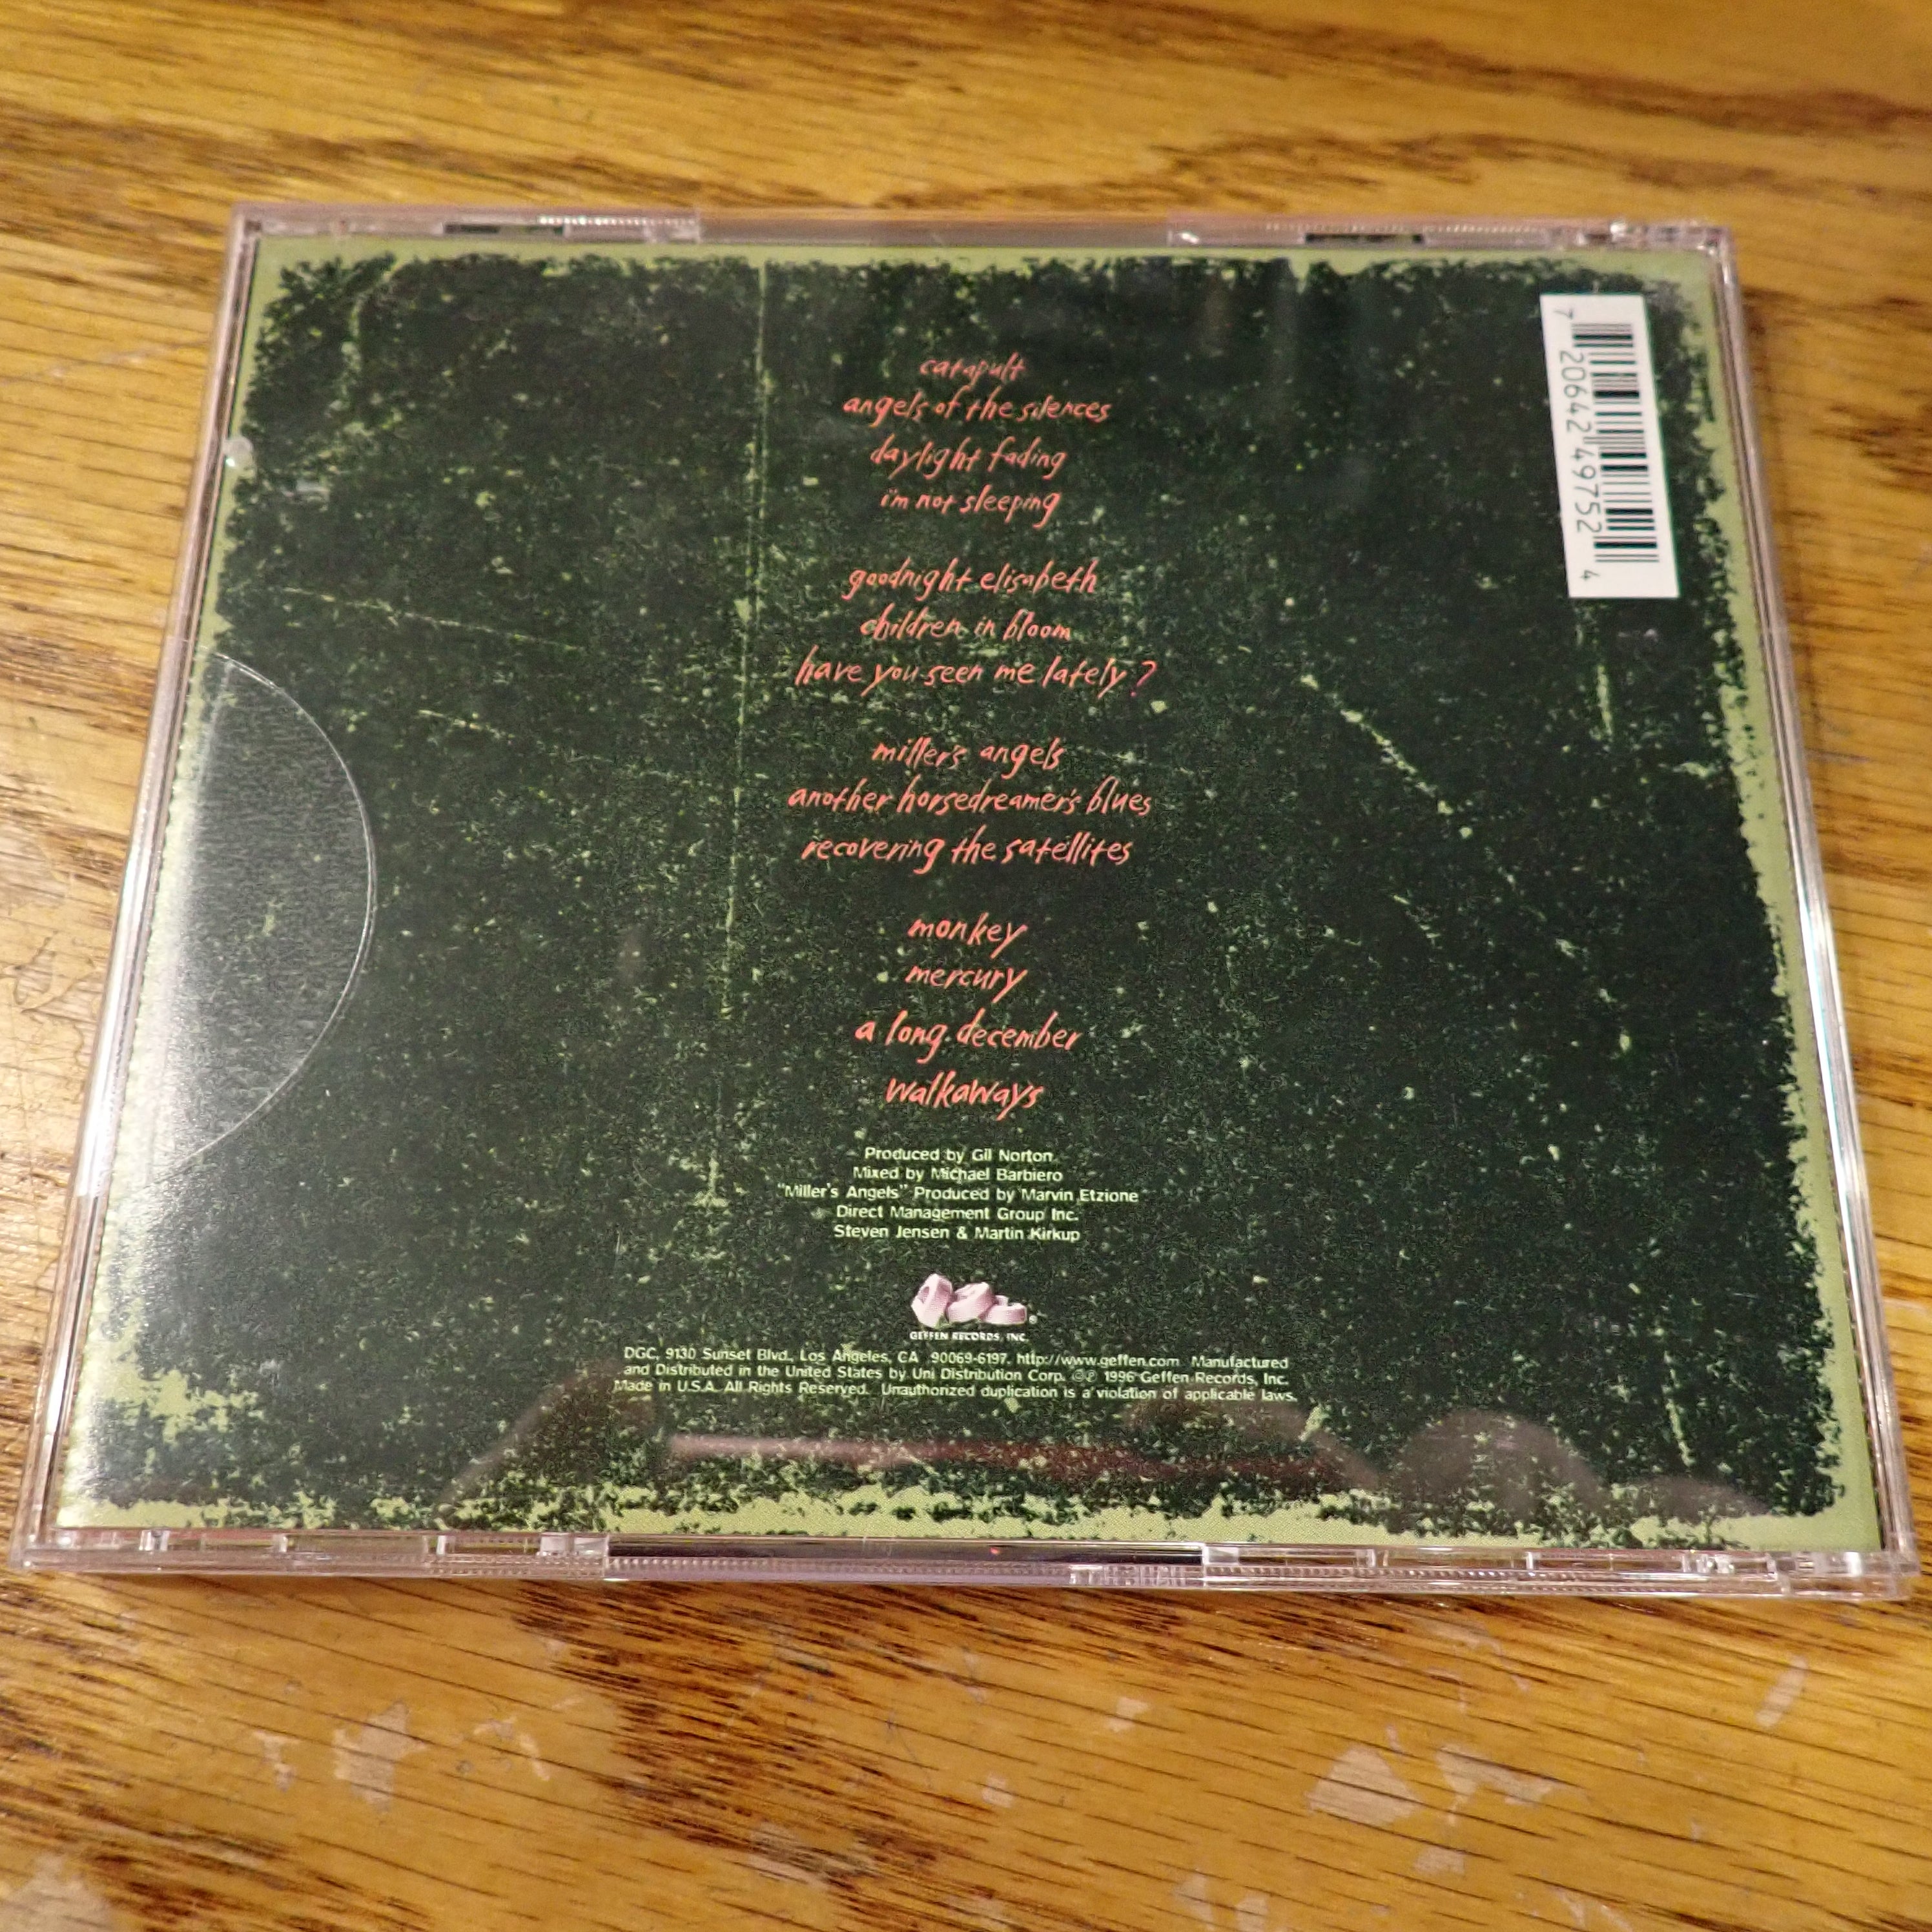 catapult
angels of the silences
daylight fading
i'm not sleeping
goodnight elisabeth
children in bloom
have you seen me lately?
miller's angels
another horsedreamer's blues
recovering the satellites
monkey
mercury
a long december
walkaways
Produced by Gil Norton
Mixed by Michael Barbiero
"Miller's Angels" Produced by Marvin Etzione
Direct Management Group Inc.
Steven Jensen & Martin Kirkup
GEFFEN RECORDS, INC.
DGC, 9130 Sunset Blvd., Los Angeles, CA 90069-6197. http://www.geffen.com Manufactured
and Distributed in the United States by Uni Distribution Corp. ©℗ 1996 Geffen Records, Inc.
Made in U.S.A. All Rights Reserved. Unauthorized duplication is a violation of applicable laws.
7 20642 49752 4